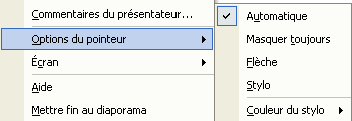 Commentaires du présentateur...
Options du pointeur
Écran
Aide
Mettre fin au diaporama
Automatique
Masquer toujours
Flèche
Stylo
Couleur du stylo